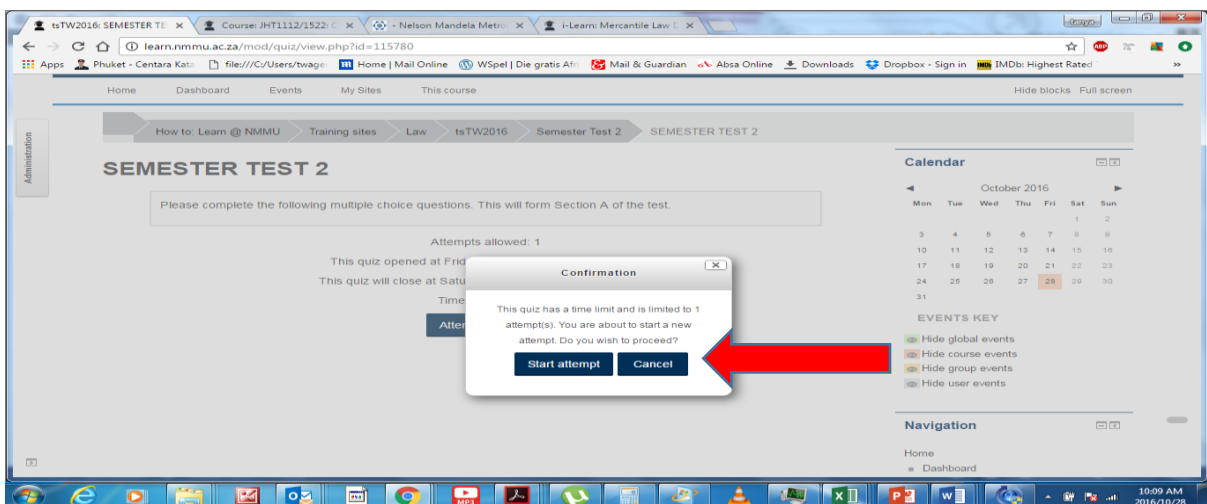 tsTW2016: SEMESTER TE
Course: JHT1112/1522: C
- Nelson Mandela Metro
i-Learn: Mercantile Law D
learn.nmmu.ac.za/mod/quiz/view.php?id=115780
ABP
Apps
Phuket - Centara Kata
file:///C:/Users/twage
Home | Mail Online
WSpel | Die gratis Afri
Mail & Guardian
Absa Online
Downloads
Dropbox - Sign in
IMDb: Highest Rated
»
Home Dashboard Events My Sites This course
Hide blocks Full screen
Administration
How to: Learn @ NMMU Training sites Law tsTW2016 Semester Test 2 SEMESTER TEST 2
SEMESTER TEST 2
Please complete the following multiple choice questions. This will form Section A of the test.
Attempts allowed: 1
This quiz opened at Frid
This quiz will close at Satu
Time
Atter
Confirmation
This quiz has a time limit and is limited to 1
attempt(s). You are about to start a new
attempt. Do you wish to proceed?
Start attempt Cancel
Calendar
October 2016
Mon Tue Wed Thu Fri Sat Sun
1 2
3 4 5 6 7 8 9
10 11 12 13 14 15 16
17 18 19 20 21 22 23
24 25 26 27 28 29 30
31
EVENTS KEY
Hide global events
Hide course events
Hide group events
Hide user events
Navigation
Home
Dashboard
MP3
10:09 AM
2016/10/28